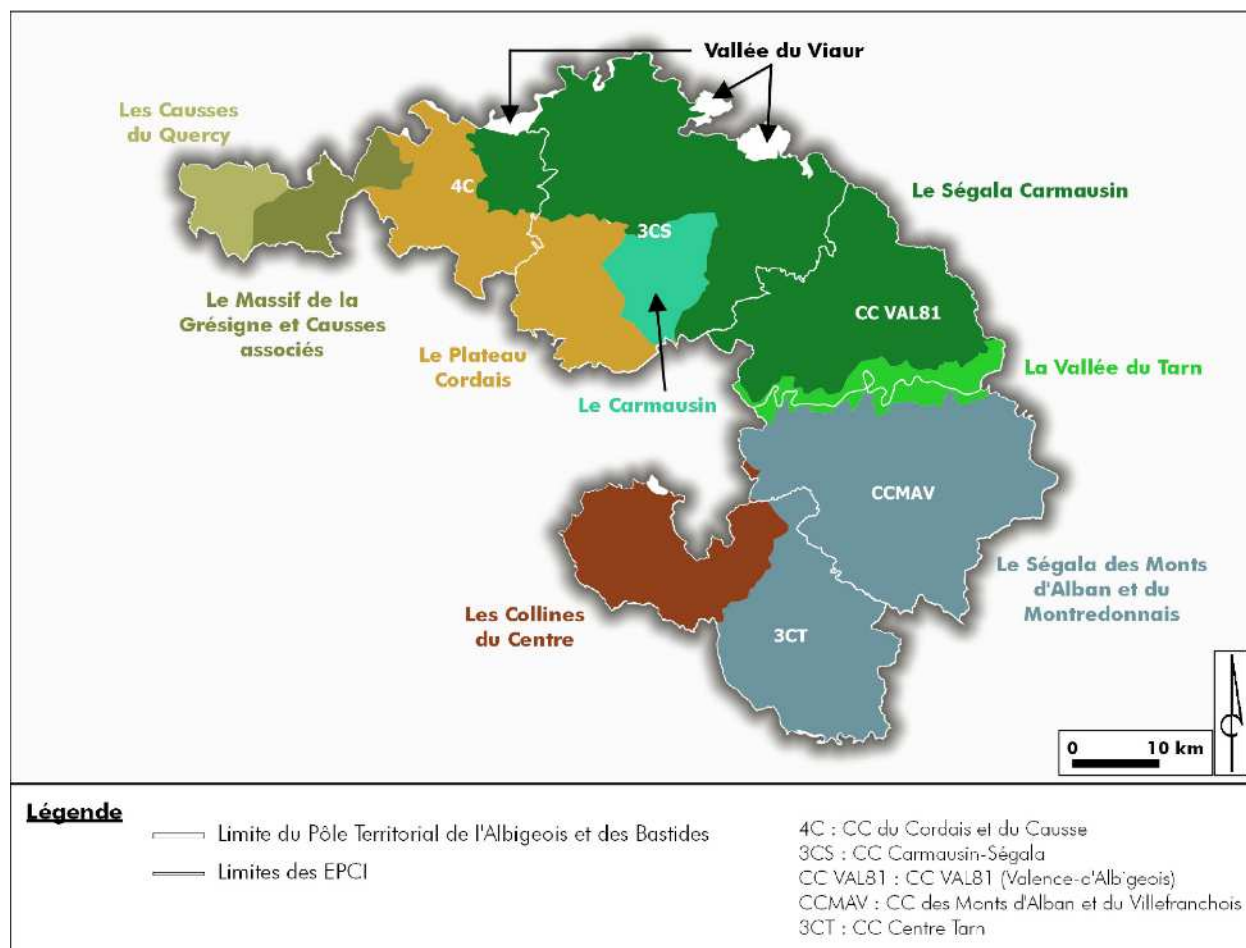 Vallée du Viaur
Les Causses
du Quercy
4C
Le Ségala Carmausin
3CS
Le Massif de la
Grésigne et Causses
associés
CC VAL81
Le Plateau
Cordais
La Vallée du Tarn
Le Carmausin
CCMAV
Le Ségala des Monts
d'Alban et du
Montredonnais
Les Collines
du Centre
3CT
0 10 km
Légende
Limite du Pôle Territorial de l'Albigeois et des Bastides
Limites des EPCI
4C : CC du Cordais et du Causse
3CS : CC Carmausin-Ségala
CC VAL81 : CC VAL81 (Valence-d'Albigeois)
CCMAV : CC des Monts d'Alban et du Villefranchois
3CT : CC Centre Tarn